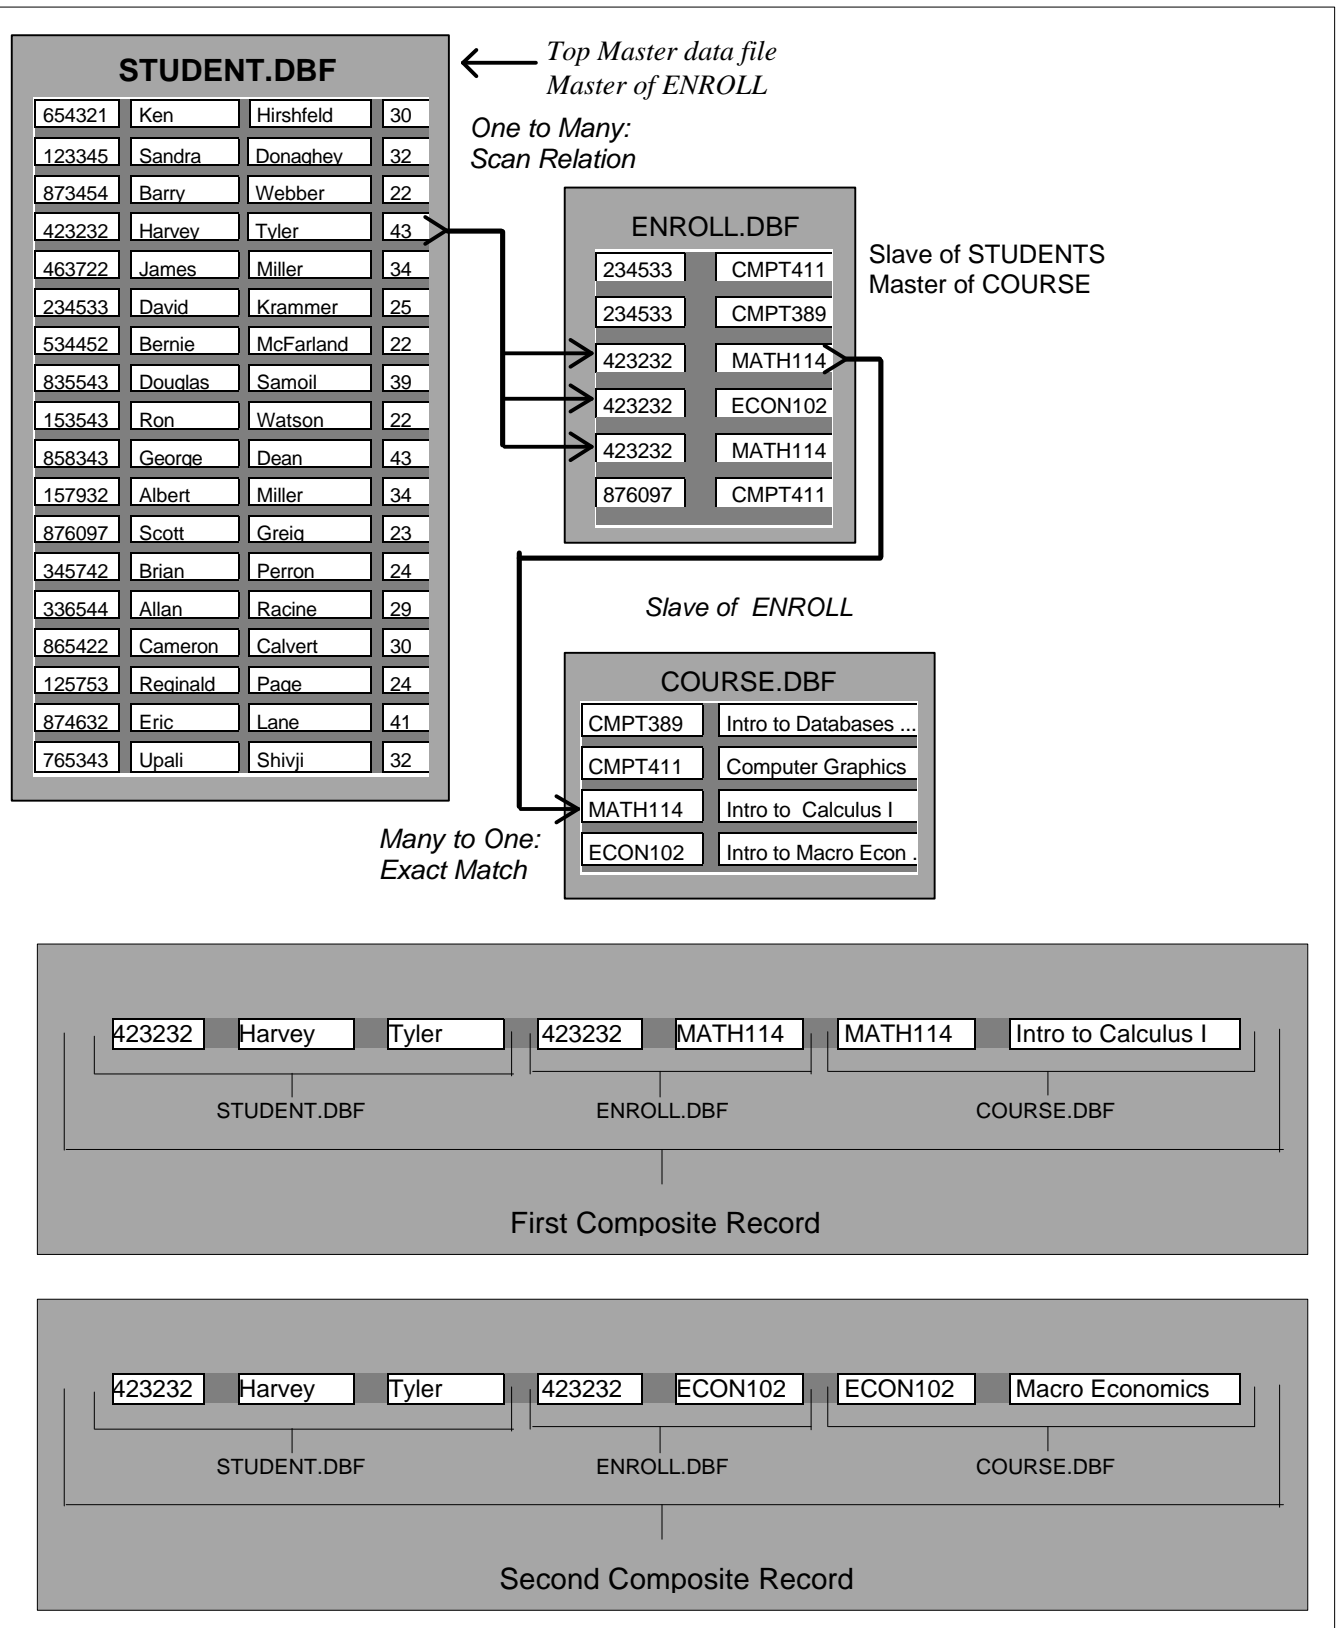 STUDENT.DBF
654321 Ken Hirshfeld 30
123345 Sandra Donaghey 32
873454 Barry Webber 22
423232 Harvey Tyler 43
463722 James Miller 34
234533 David Krammer 25
534452 Bernie McFarland 22
835543 Douglas Samoil 39
153543 Ron Watson 22
858343 George Dean 43
157932 Albert Miller 34
876097 Scott Greig 23
345742 Brian Perron 24
336544 Allan Racine 29
865422 Cameron Calvert 30
125753 Reginald Page 24
874632 Eric Lane 41
765343 Upali Shivji 32
Top Master data file
Master of ENROLL
One to Many:
Scan Relation
ENROLL.DBF
234533 CMPT411
234533 CMPT389
423232 MATH114
423232 ECON102
423232 MATH114
876097 CMPT411
Slave of STUDENTS
Master of COURSE
Slave of ENROLL
COURSE.DBF
CMPT389 Intro to Databases ...
CMPT411 Computer Graphics
MATH114 Intro to Calculus I
ECON102 Intro to Macro Econ .
Many to One:
Exact Match
423232 Harvey Tyler 423232 MATH114 MATH114 Intro to Calculus I
STUDENT.DBF ENROLL.DBF COURSE.DBF
First Composite Record
423232 Harvey Tyler 423232 ECON102 ECON102 Macro Economics
STUDENT.DBF ENROLL.DBF COURSE.DBF
Second Composite Record